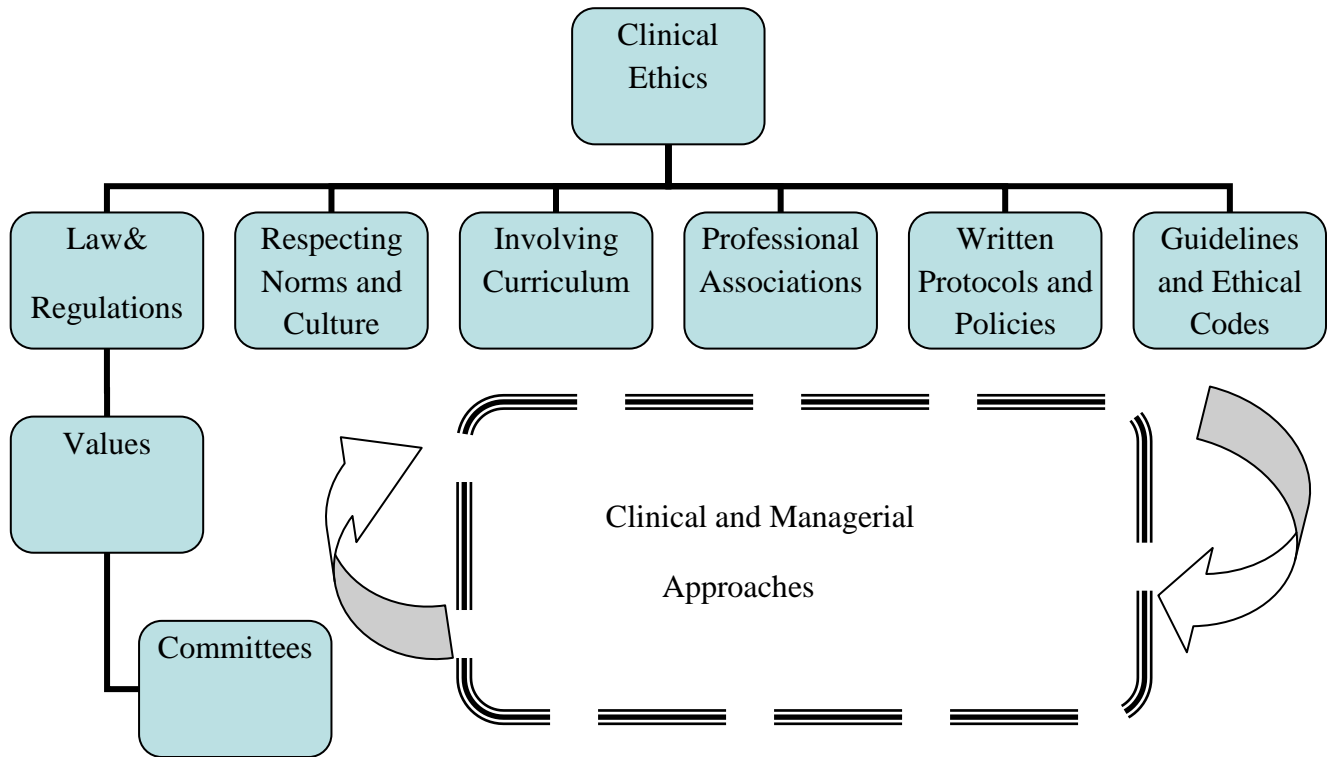 Clinical
Ethics
Law&
Regulations
Respecting
Norms and
Culture
Involving
Curriculum
Professional
Associations
Written
Protocols and
Policies
Guidelines
and Ethical
Codes
Values
Clinical and Managerial
Approaches
Committees